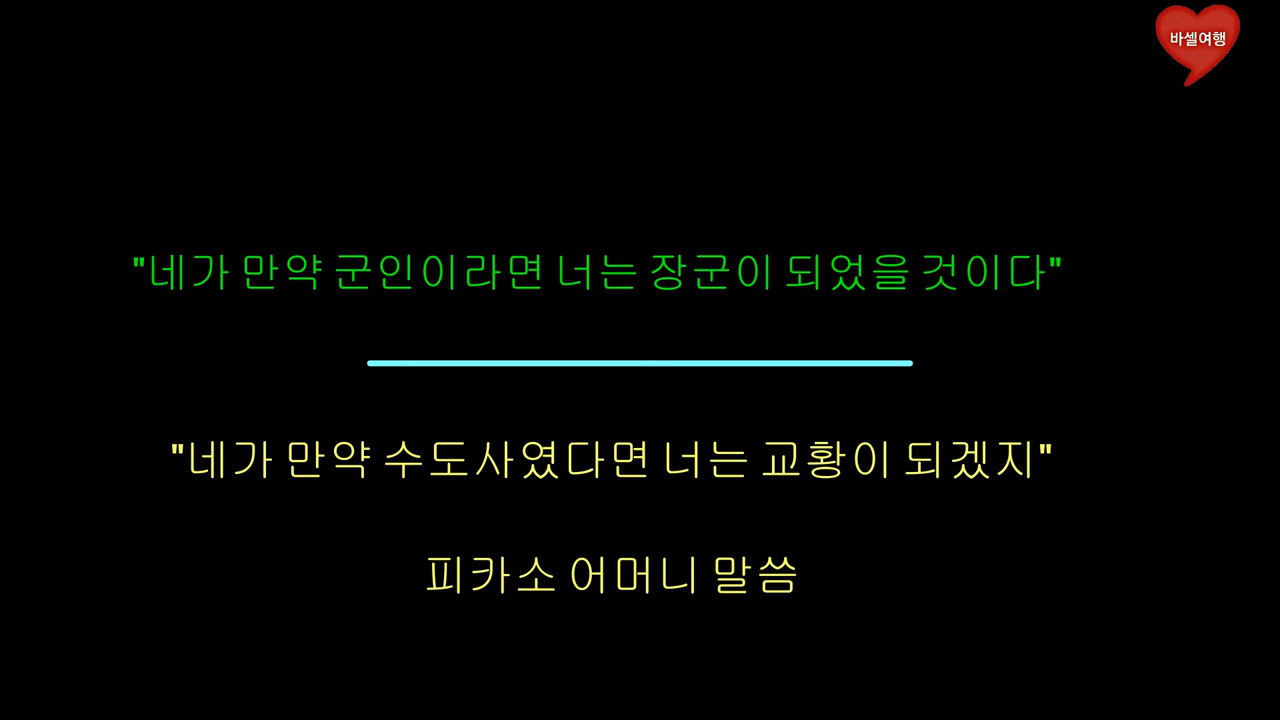 바셀여행
"네가 만약 군인이라면 너는 장군이 되었을 것이다"
"네가 만약 수도사였다면 너는 교황이 되겠지"
피카소 어머니 말씀